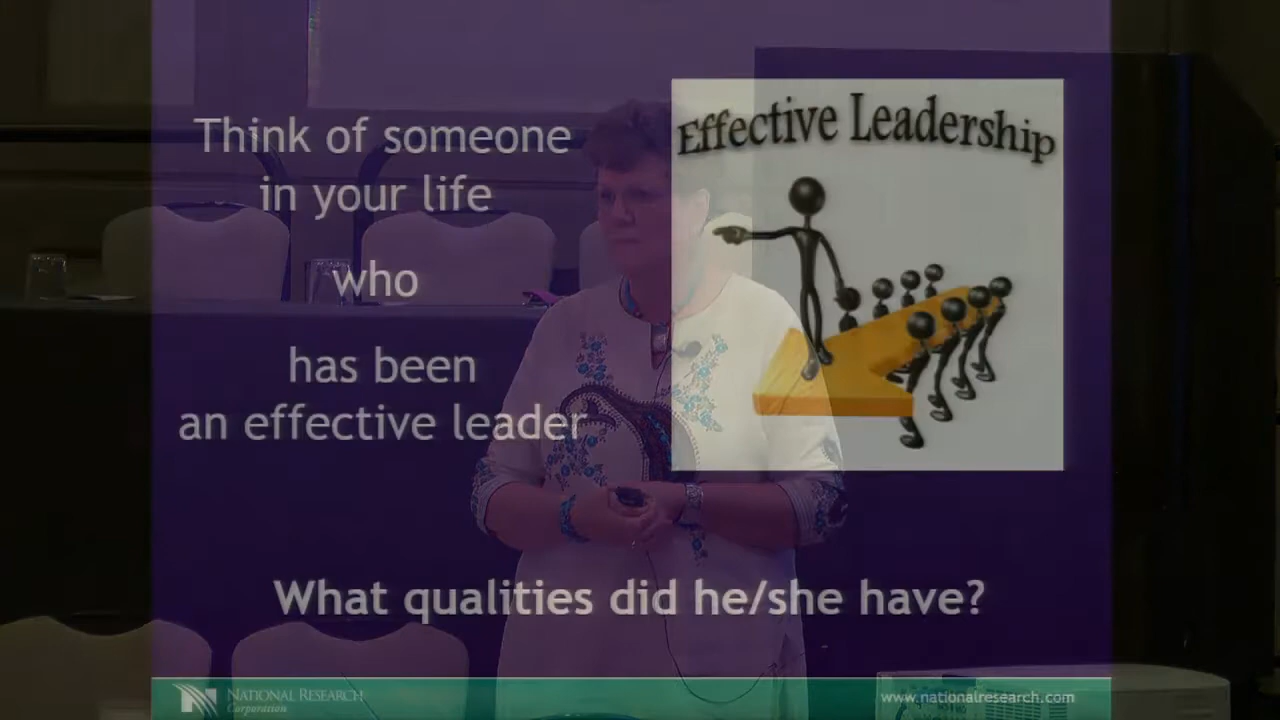 Effective Leadership
Think of someone
in your life
who
has been
an effective leader
What qualities did he/she have?
NATIONAL RESEARCH
Corporation
www.nationalresearch.com